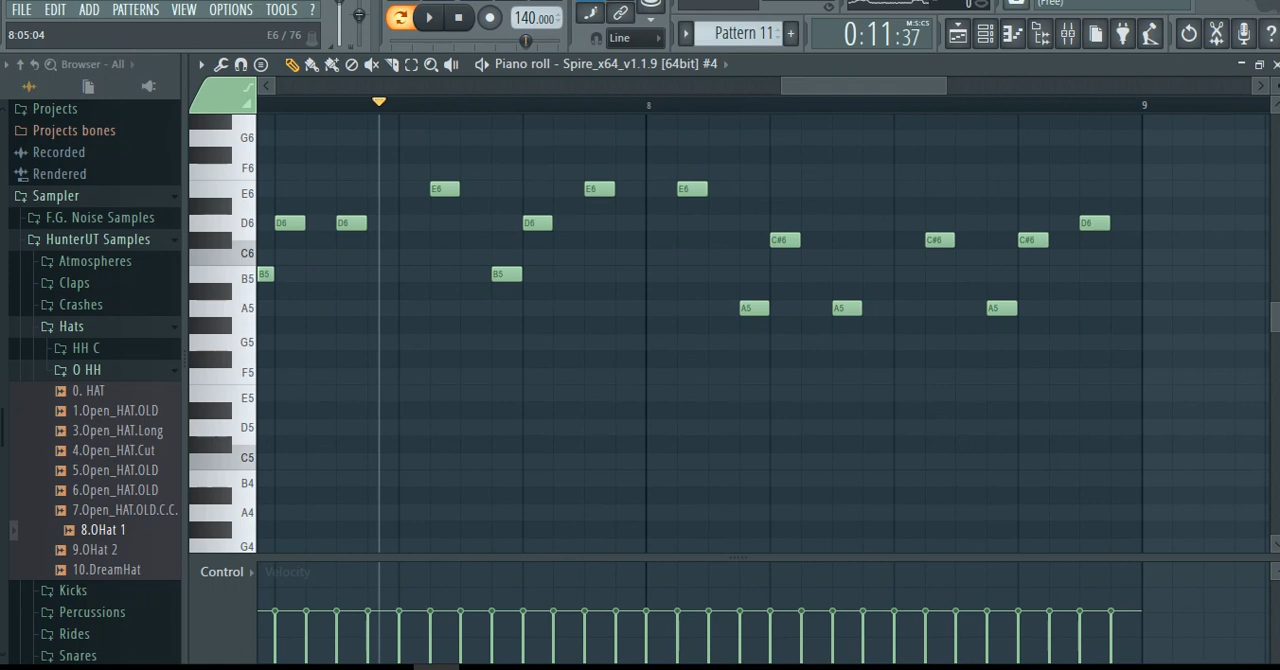 FILE EDIT ADD PATTERNS VIEW OPTIONS TOOLS ?
8:05:04 E6 / 76
140.000
Line
Pattern 11
0:11:37
M:S:CS
(Free)
Browser - All
Piano roll - Spire_x64_v1.1.9 [64bit] #4
Projects
Projects bones
Recorded
Rendered
Sampler
F.G. Noise Samples
HunterUT Samples
Atmospheres
Claps
Crashes
Hats
HH C
O HH
0. HAT
1.Open_HAT.OLD
3.Open_HAT.Long
4.Open_HAT.Cut
5.Open_HAT.OLD
6.Open_HAT.OLD
7.Open_HAT.OLD.C.C.
8.OHat 1
9.OHat 2
10.DreamHat
Kicks
Percussions
Rides
Snares
8 9
G6
F6
E6 E6 E6 E6
D6 D6 D6 D6 D6
C#6 C#6 C#6
C6
B5 B5 B5
A5 A5 A5 A5
G5
F5
E5
D5
C5
B4
A4
G4
Control Velocity